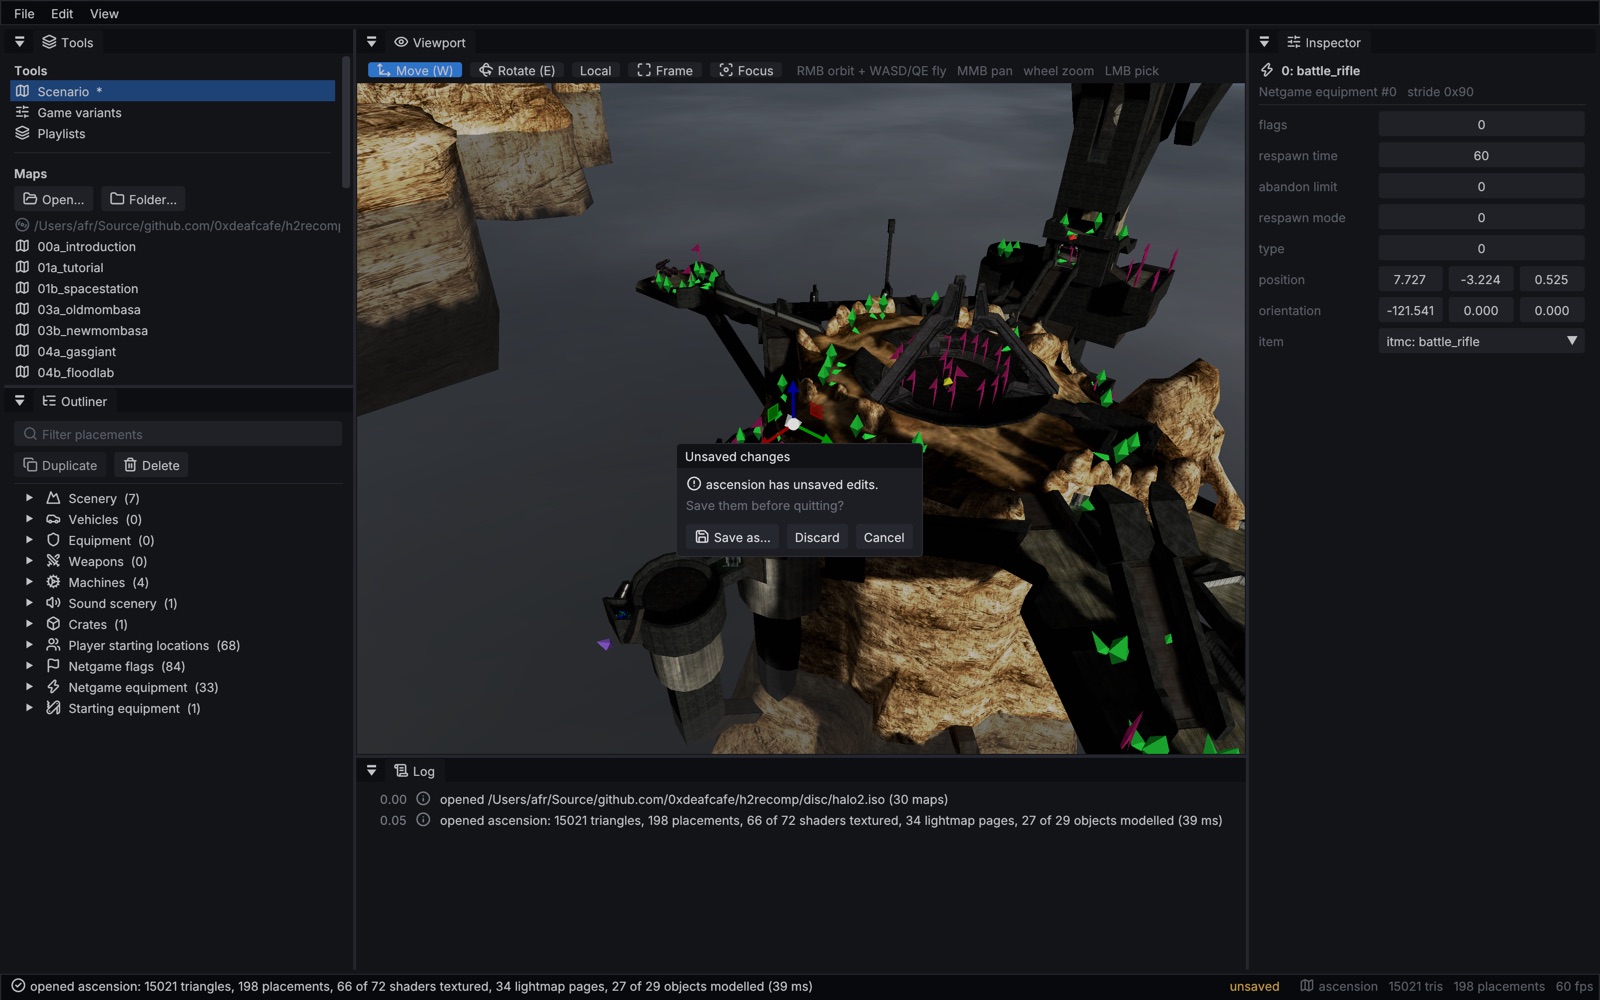 File Edit View
Tools
Viewport
Inspector
Tools
Scenario *
Game variants
Playlists
Maps
Open... Folder...
/Users/afr/Source/github.com/0xdeafcafe/h2recomp
00a_introduction
01a_tutorial
01b_spacestation
03a_oldmombasa
03b_newmombasa
04a_gasgiant
04b_floodlab
Outliner
Filter placements
Duplicate Delete
Scenery (7)
Vehicles (0)
Equipment (0)
Weapons (0)
Machines (4)
Sound scenery (1)
Crates (1)
Player starting locations (68)
Netgame flags (84)
Netgame equipment (33)
Starting equipment (1)
Move (W) Rotate (E) Local Frame Focus RMB orbit + WASD/QE fly MMB pan wheel zoom LMB pick
Unsaved changes
ascension has unsaved edits.
Save them before quitting?
Save as... Discard Cancel
Log
0.00 opened /Users/afr/Source/github.com/0xdeafcafe/h2recomp/disc/halo2.iso (30 maps)
0.05 opened ascension: 15021 triangles, 198 placements, 66 of 72 shaders textured, 34 lightmap pages, 27 of 29 objects modelled (39 ms)
0: battle_rifle
Netgame equipment #0 stride 0x90
flags 0
respawn time 60
abandon limit 0
respawn mode 0
type 0
position 7.727 -3.224 0.525
orientation -121.541 0.000 0.000
item itmc: battle_rifle
opened ascension: 15021 triangles, 198 placements, 66 of 72 shaders textured, 34 lightmap pages, 27 of 29 objects modelled (39 ms)
unsaved ascension 15021 tris 198 placements 60 fps